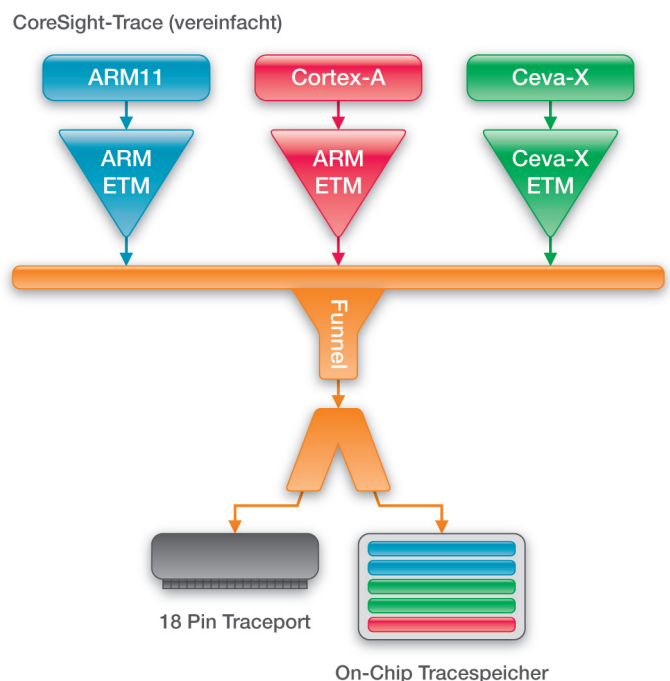 CoreSight-Trace (vereinfacht)
ARM11
Cortex-A
Ceva-X
ARM
ETM
ARM
ETM
Ceva-X
ETM
Funnel
18 Pin Traceport
On-Chip Tracespeicher